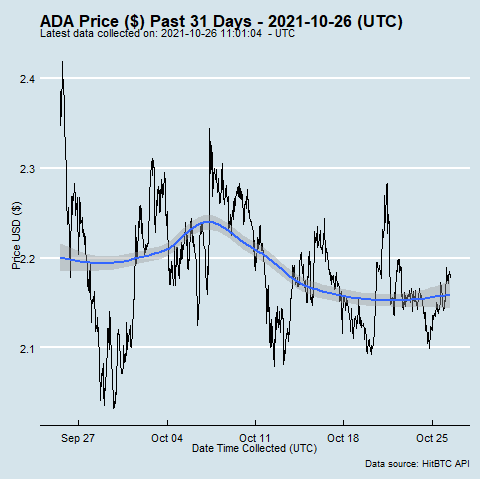 ADA Price ($) Past 31 Days - 2021-10-26 (UTC)
Latest data collected on: 2021-10-26 11:01:04  - UTC
2.4
2.3
2.2
2.1
Price USD ($)
Sep 27 Oct 04 Oct 11 Oct 18 Oct 25
Date Time Collected (UTC)
Data source: HitBTC API